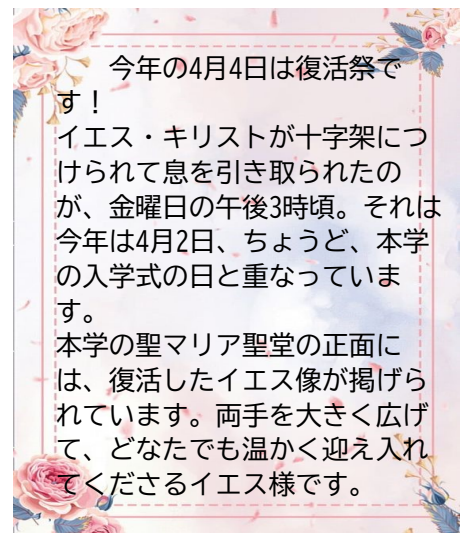 今年の4月4日は復活祭で
す！
イエス・キリストが十字架につ
けられて息を引き取られたの
が、金曜日の午後3時頃。それは
今年は4月2日、ちょうど、本学
の入学式の日と重なっていま
す。
本学の聖マリア聖堂の正面に
は、復活したイエス像が掲げら
れています。両手を大きく広げ
て、どなたでも温かく迎え入れ
てくださるイエス様です。